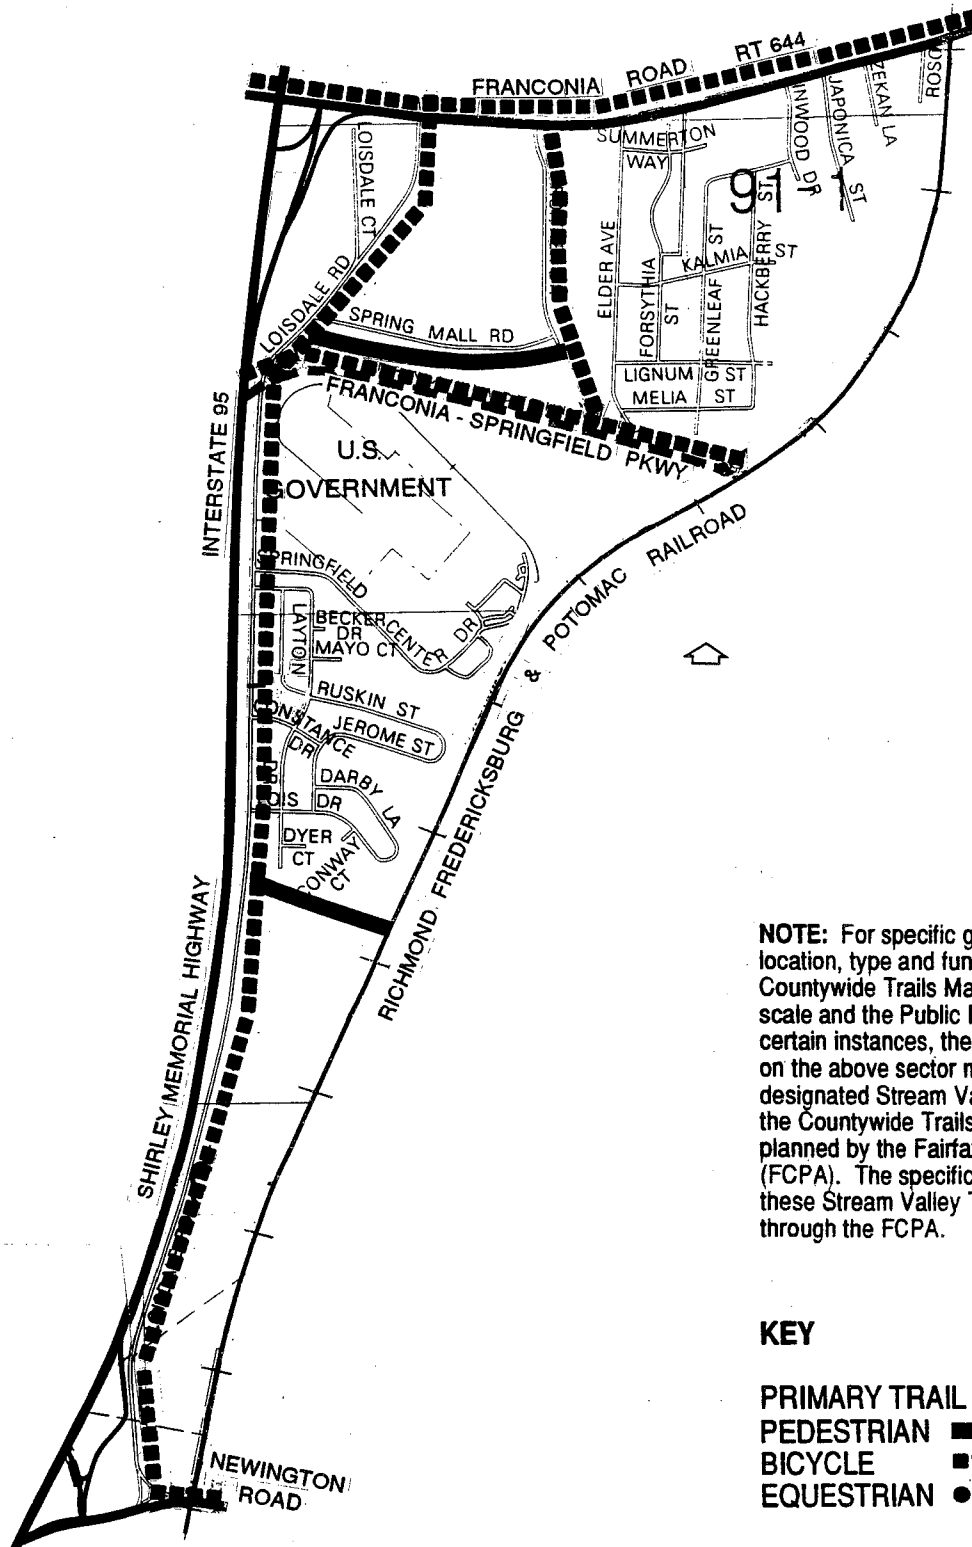 RT 644
FRANCONIA ROAD
SUMMERTON
WAY
JAPONICA ST
ZEKAN LA
91
LOISDALE RD
SPRING MALL RD
ELDER AVE
FORSYTHIA
ST
GREENLEAF ST
KALMIA ST
HACKBERRY ST
LIGNUM ST
MELIA ST
FRANCONIA - SPRINGFIELD PKWY
INTERSTATE 95
U.S.
GOVERNMENT
SPRINGFIELD CENTER DR
LAYTON
BECKER
DR
MAYO CT
RUSKIN ST
CONSTANCE
DR
JEROME ST
DARBY LA
DR
DYER
CT
CONWAY
CT
RICHMOND FREDERICKSBURG & POTOMAC RAILROAD
SHIRLEY MEMORIAL HIGHWAY
NEWINGTON
ROAD
NOTE: For specific g
location, type and fun
Countywide Trails Ma
scale and the Public
certain instances, the
on the above sector
designated Stream Va
the Countywide Trails
planned by the Fairfa
(FCPA). The specific
these Stream Valley
through the FCPA.
KEY
PRIMARY TRAIL
PEDESTRIAN
BICYCLE
EQUESTRIAN